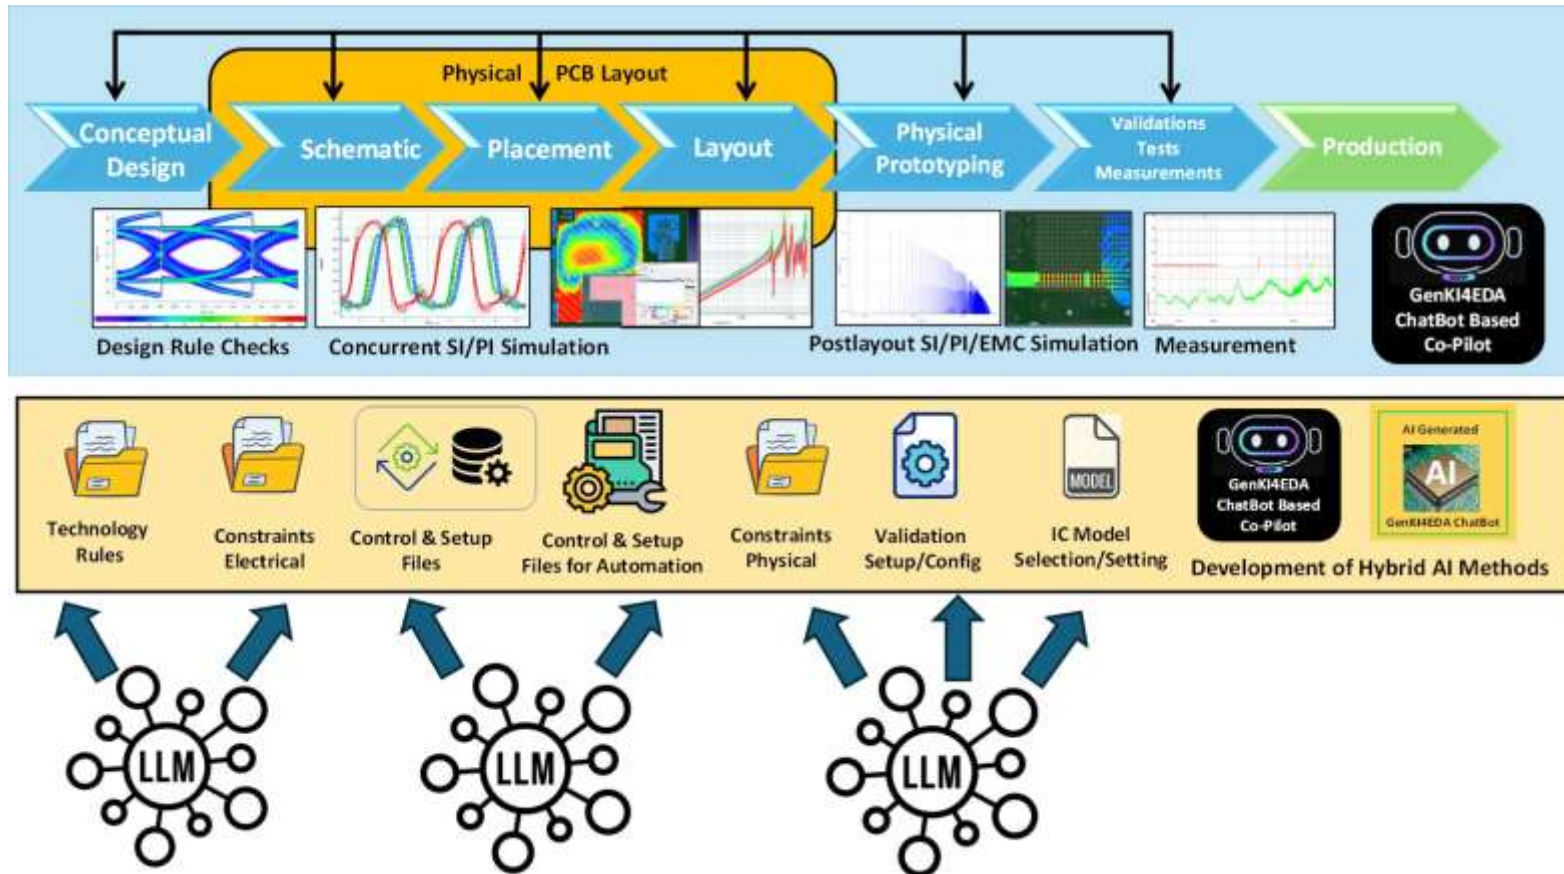 Physical PCB Layout
Conceptual
Design
Schematic
Placement
Layout
Physical
Prototyping
Validations
Tests
Measurements
Production
Design Rule Checks
Concurrent SI/PI Simulation
Postlayout SI/PI/EMC Simulation
Measurement
GenKI4EDA
ChatBot Based
Co-Pilot
Technology
Rules
Constraints
Electrical
Control & Setup
Files
Control & Setup
Files for Automation
Constraints
Physical
Validation
Setup/Config
MODEL
IC Model
Selection/Setting
GenKI4EDA
ChatBot Based
Co-Pilot
AI Generated
AI
GenKI4EDA ChatBot
Development of Hybrid AI Methods
LLM
LLM
LLM